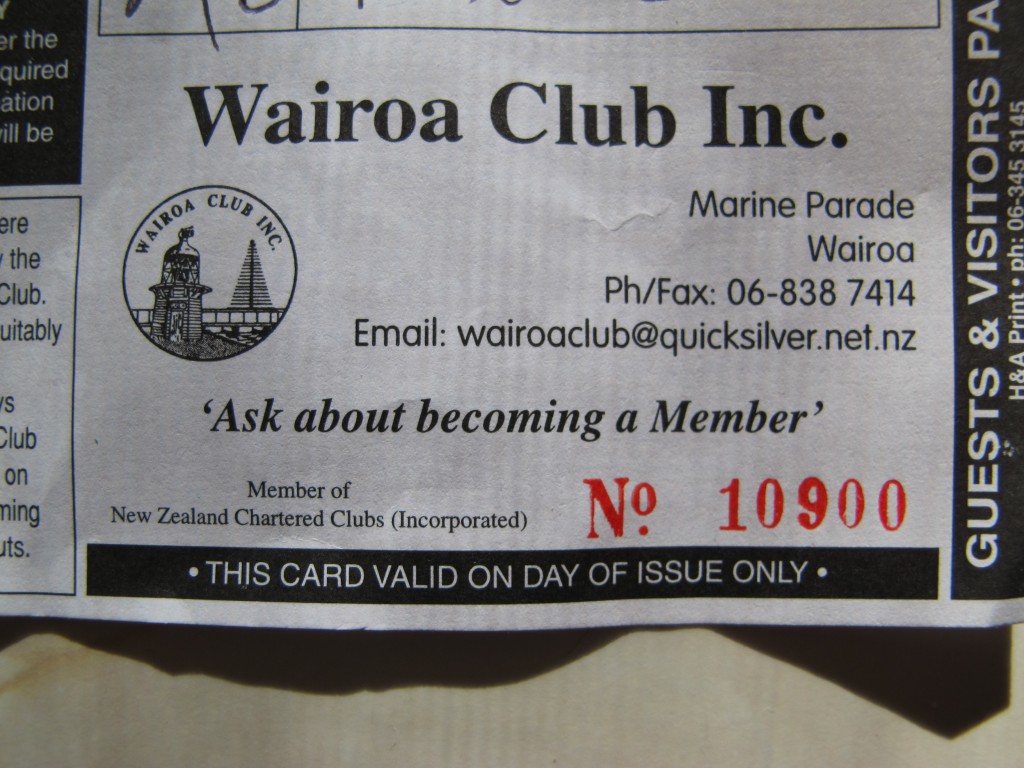 er the
quired
ation
ill be
ere
the
Club.
uitably
Club
on
ming
uts.
Wairoa Club Inc.
WAIROA CLUB INC.
Marine Parade
Wairoa
Ph/Fax: 06-838 7414
Email: wairoaclub@quicksilver.net.nz
‘Ask about becoming a Member’
Member of
New Zealand Chartered Clubs (Incorporated)
No. 10900
• THIS CARD VALID ON DAY OF ISSUE ONLY •
GUESTS & VISITORS PA
H&A Print • ph: 06-345 3145